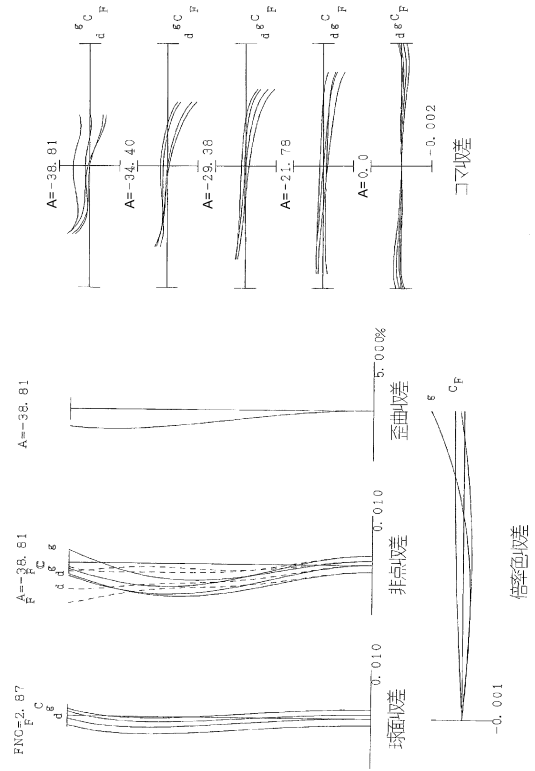 FNO=2.87
F C
d g
0.010
球面収差
A=-38.81
F F C g
d d g
0.010
非点収差
A=-38.81
5.000%
歪曲収差
g
C
F
-0.001
倍率色収差
A=-38.81
g C
d F
A=-34.40
g C
d F
A=-29.38
g C
d F
A=-21.78
g C
d F
A=0.0
d g C F
-0.002
コマ収差